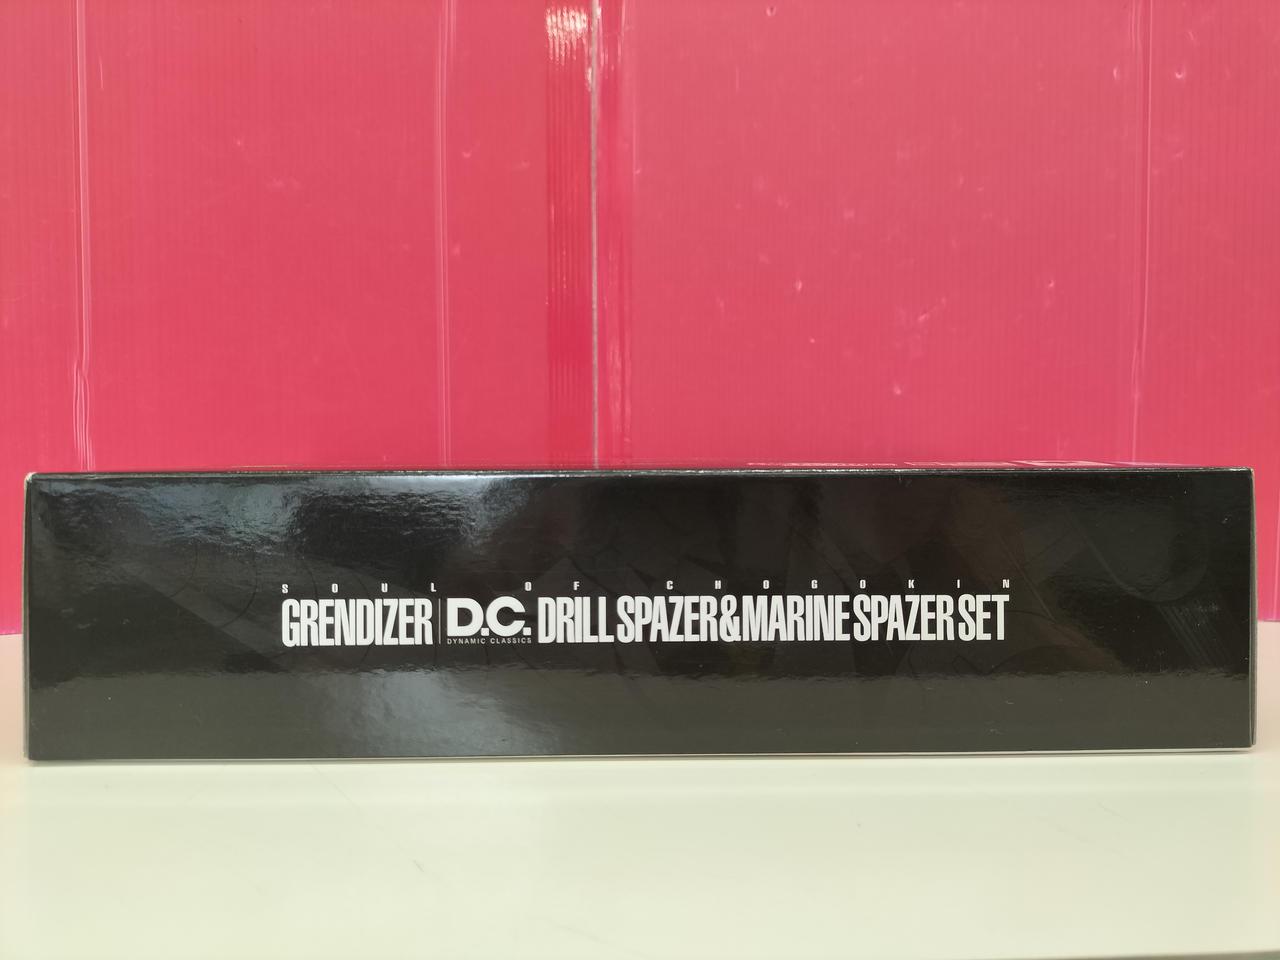 SOUL OF CHOGOKIN
GRENDIZER D.C. DRILL SPAZER&MARINE SPAZER SET
DYNAMIC CLASSICS